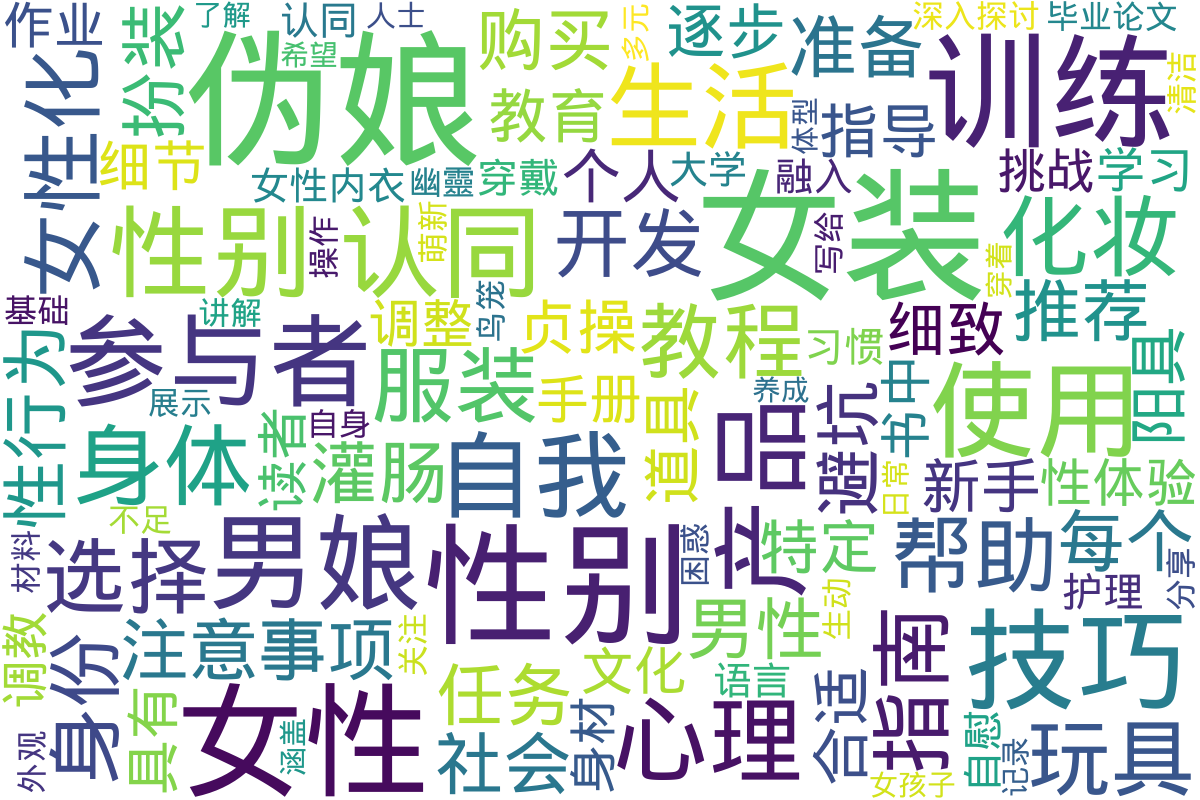 作业
扮装
了解
认同
人士
希望
伪娘
购买
多元
逐步
准备
深入探讨
毕业论文
训练
清洁
女性化
细节
教育
生活
体型
指导
挑战
学习
女性内衣
幽靈
穿戴
个人
大学
融入
女装
性别认同
操作
萌新
开发
写给
化妆
穿着
基础
讲解
参与者
调整
鸟笼
贞操
教程
习惯
细致
推荐
阳具
性行为
展示
服装
手册
道具
养成
品
避坑
书中
使用
身体
读者
自身
灌肠
自我
日常
新手
性体验
不足
材料
选择
男娘
性别
困惑
产
特定
帮助
每个
分享
护理
调教
身份
注意事项
关注
男性
生动
指南
技巧
具有
女性
涵盖
任务
文化
语言
合适
外观
社会
身材
心理
女孩子
自慰
记录
玩具